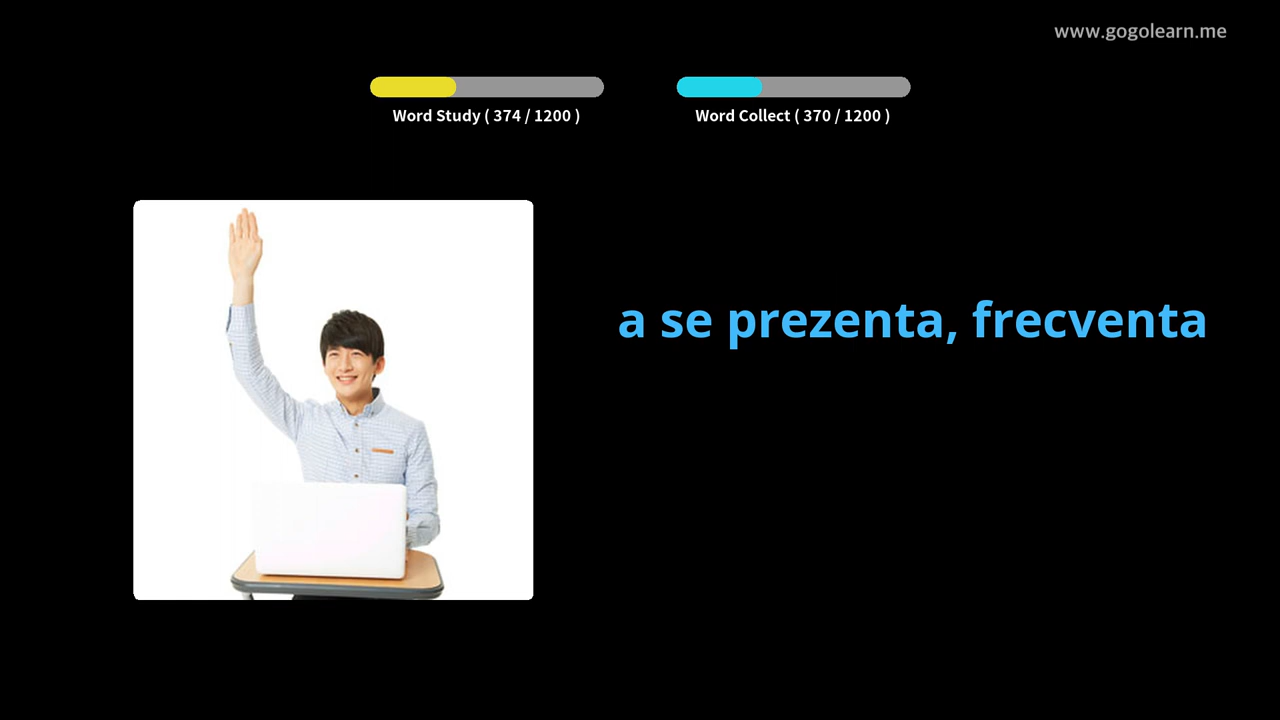 www.gogolearn.me
Word Study ( 374 / 1200 )
Word Collect ( 370 / 1200 )
a se prezenta, frecventa